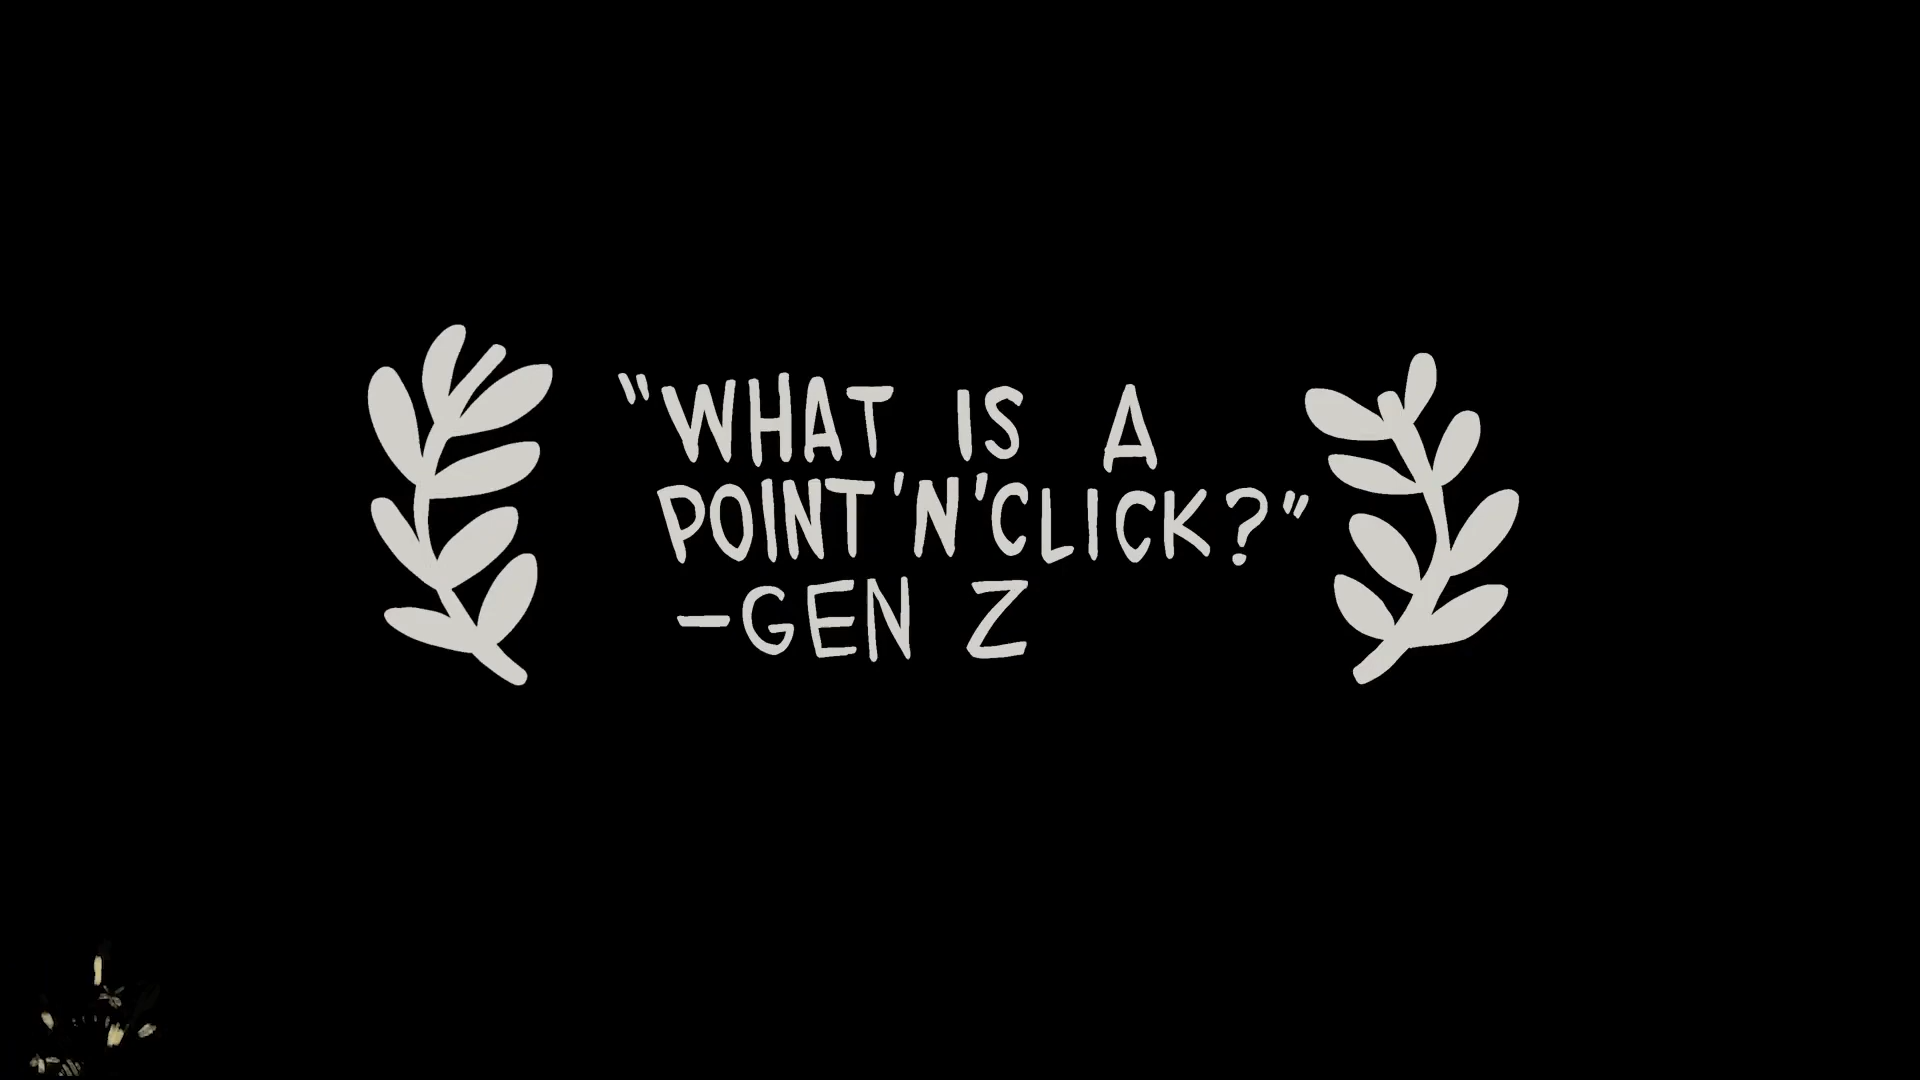 "WHAT IS A
POINT'N'CLICK?"
—GEN Z